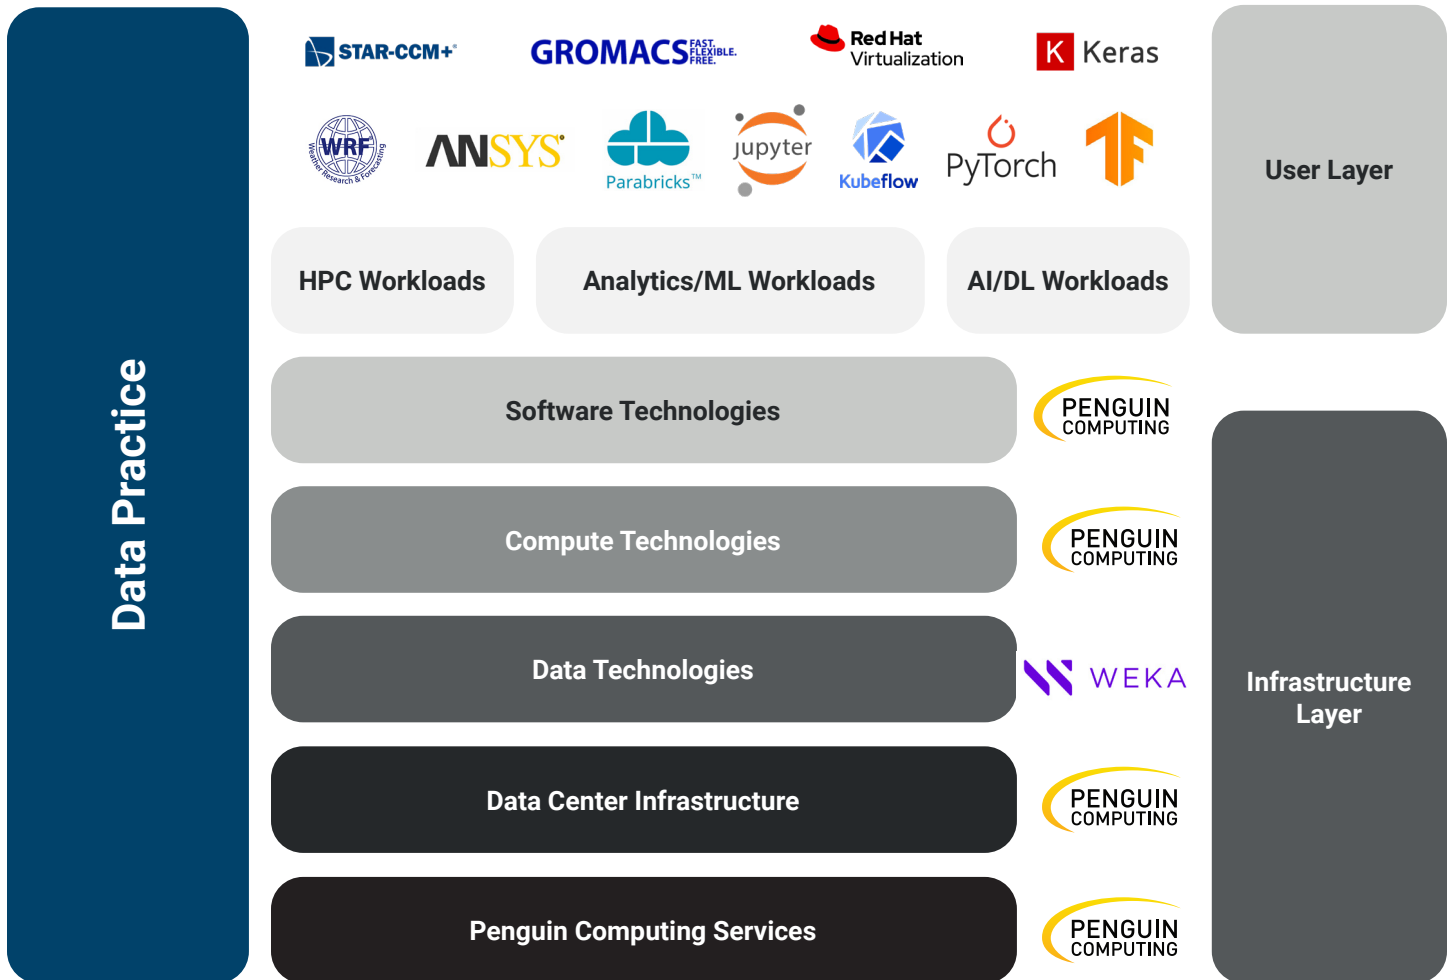 STAR-CCM+
GROMACS FAST. FLEXIBLE. FREE.
Red Hat
Virtualization
K Keras
WRF
Weather Research & Forecasting
ANSYS
Parabricks™
jupyter
Kubeflow
PyTorch
User Layer
HPC Workloads
Analytics/ML Workloads
AI/DL Workloads
Data Practice
Software Technologies
PENGUIN
COMPUTING
Compute Technologies
PENGUIN
COMPUTING
Data Technologies
WEKA
Infrastructure
Layer
Data Center Infrastructure
PENGUIN
COMPUTING
Penguin Computing Services
PENGUIN
COMPUTING